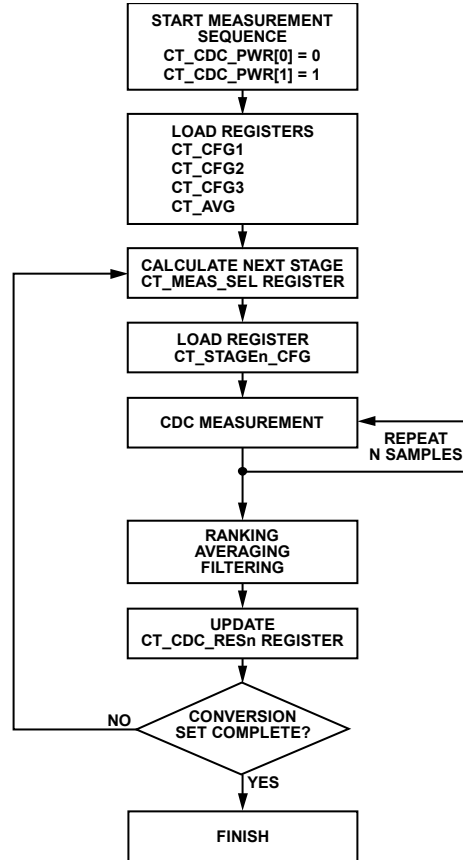 START MEASUREMENT
SEQUENCE
CT_CDC_PWR[0] = 0
CT_CDC_PWR[1] = 1
LOAD REGISTERS
CT_CFG1
CT_CFG2
CT_CFG3
CT_AVG
CALCULATE NEXT STAGE
CT_MEAS_SEL REGISTER
LOAD REGISTER
CT_STAGEn_CFG
CDC MEASUREMENT
REPEAT
N SAMPLES
RANKING
AVERAGING
FILTERING
UPDATE
CT_CDC_RESn REGISTER
NO
CONVERSION
SET COMPLETE?
YES
FINISH